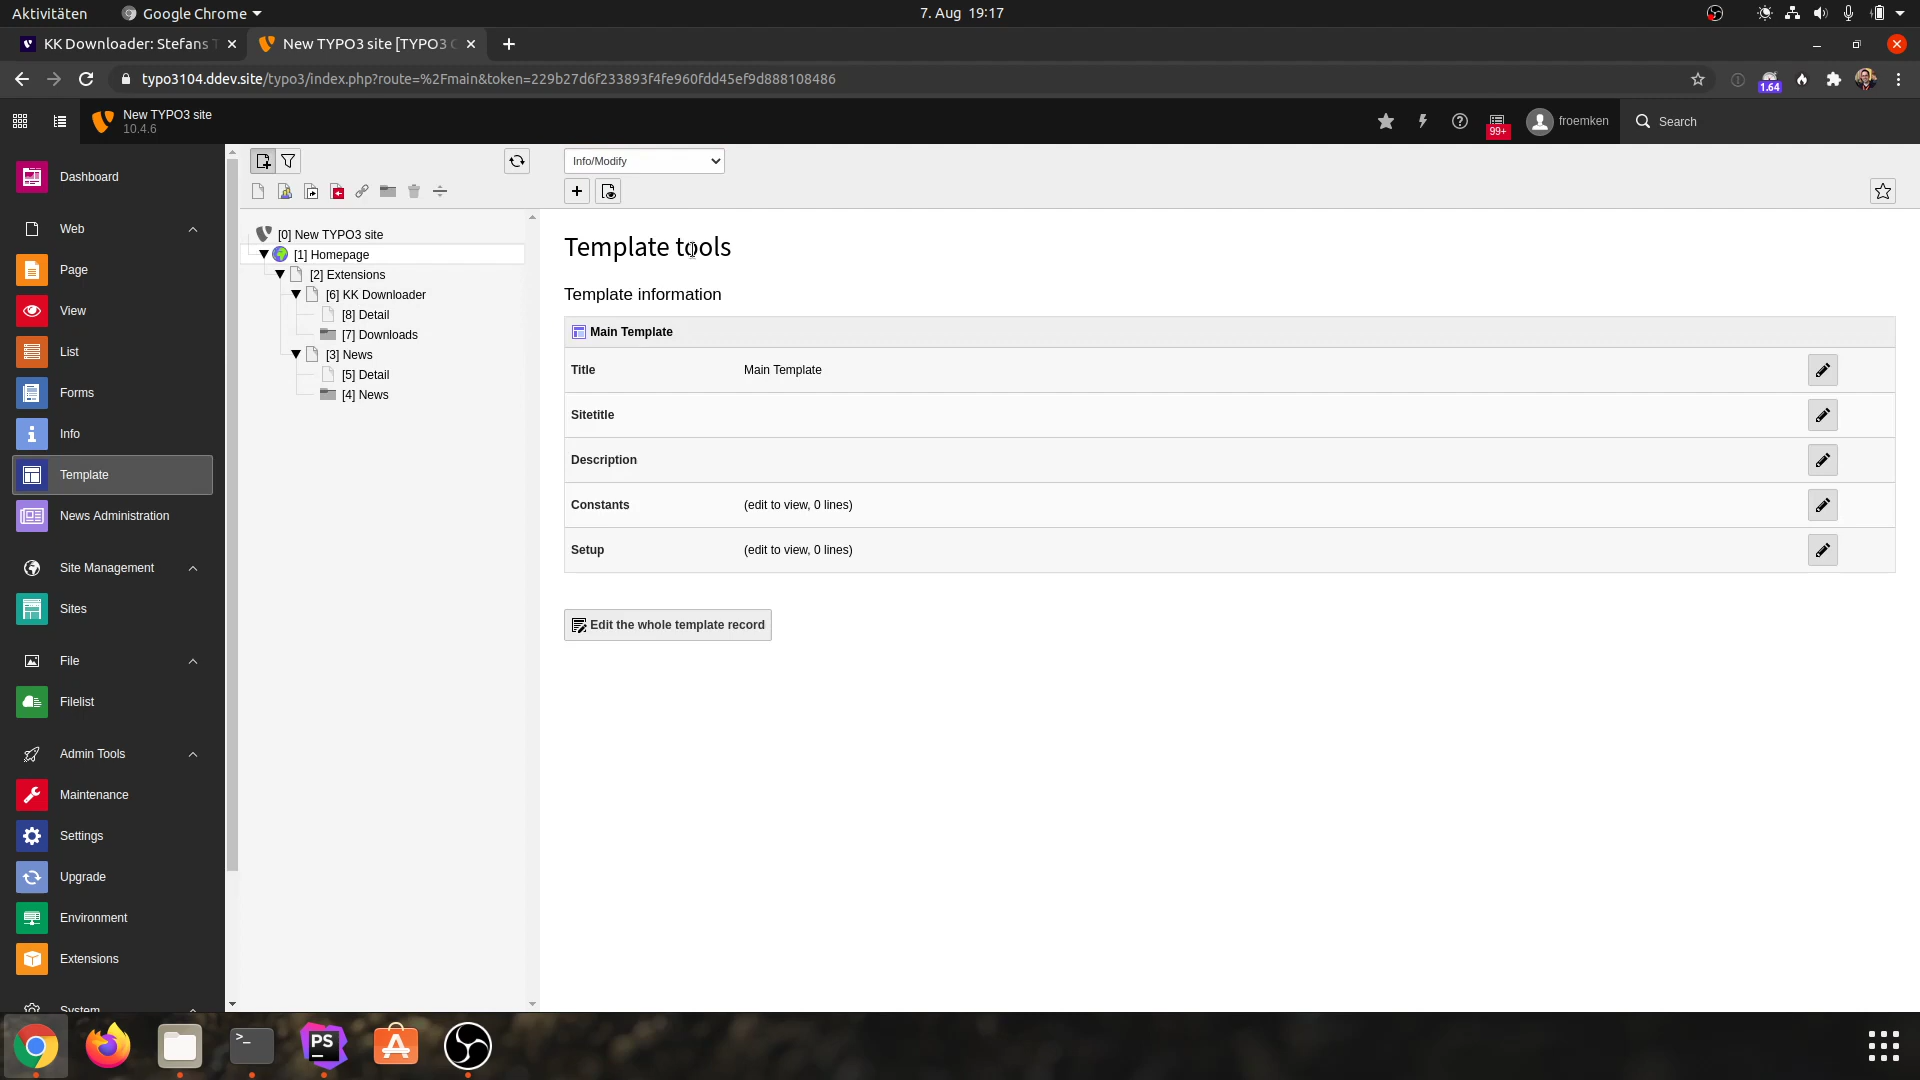 Aktivitäten
Google Chrome
7. Aug 19:17
KK Downloader: Stefans
New TYPO3 site [TYPO3
typo3104.ddev.site/typo3/index.php?route=%2Fmain&token=229b27d6f233893f4fe960fdd45ef9d888108486
1.64
New TYPO3 site
10.4.6
99+
froemken
Search
Dashboard
Web
Page
View
List
Forms
Info
Template
News Administration
Site Management
Sites
File
Filelist
Admin Tools
Maintenance
Settings
Upgrade
Environment
Extensions
System
[0] New TYPO3 site
[1] Homepage
[2] Extensions
[6] KK Downloader
[8] Detail
[7] Downloads
[3] News
[5] Detail
[4] News
Info/Modify
Template tools
Template information
Main Template
Title Main Template
Sitetitle
Description
Constants (edit to view, 0 lines)
Setup (edit to view, 0 lines)
Edit the whole template record
>_
PS